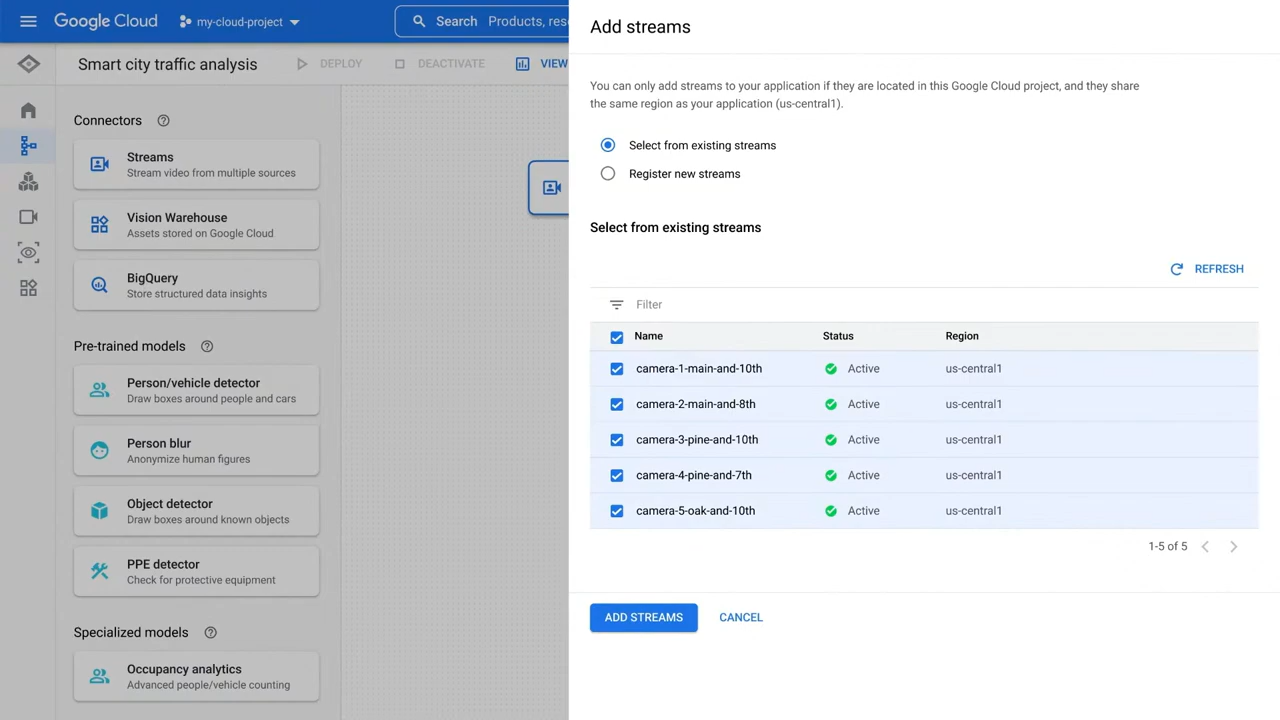 Google Cloud
my-cloud-project
Search Products, res
Smart city traffic analysis
DEPLOY
DEACTIVATE
VIEW
Connectors
Streams
Stream video from multiple sources
Vision Warehouse
Assets stored on Google Cloud
BigQuery
Store structured data insights
Pre-trained models
Person/vehicle detector
Draw boxes around people and cars
Person blur
Anonymize human figures
Object detector
Draw boxes around known objects
PPE detector
Check for protective equipment
Specialized models
Occupancy analytics
Advanced people/vehicle counting
Add streams
You can only add streams to your application if they are located in this Google Cloud project, and they share
the same region as your application (us-central1).
Select from existing streams
Register new streams
Select from existing streams
REFRESH
Filter
Name Status Region
camera-1-main-and-10th Active us-central1
camera-2-main-and-8th Active us-central1
camera-3-pine-and-10th Active us-central1
camera-4-pine-and-7th Active us-central1
camera-5-oak-and-10th Active us-central1
1-5 of 5
ADD STREAMS CANCEL